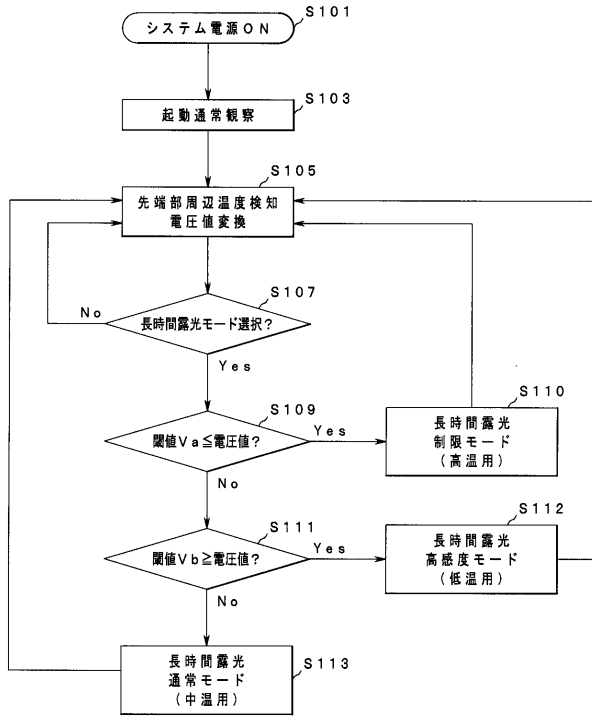 S101
システム電源ON
S103
起動通常観察
S105
先端部周辺温度検知
電圧値変換
S107
No
長時間露光モード選択?
Yes
S109
閾値Va≦電圧値?
Yes
S110
長時間露光
制限モード
(高温用)
No
S111
閾値Vb≧電圧値?
Yes
S112
長時間露光
高感度モード
(低温用)
No
長時間露光
通常モード
(中温用)
S113